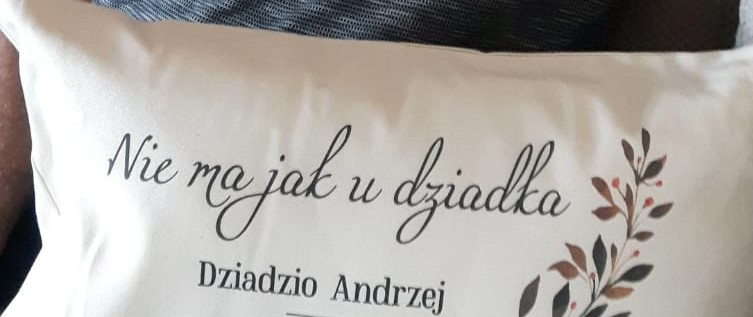 Nie ma jak u dziadka
Dziadzio Andrzej